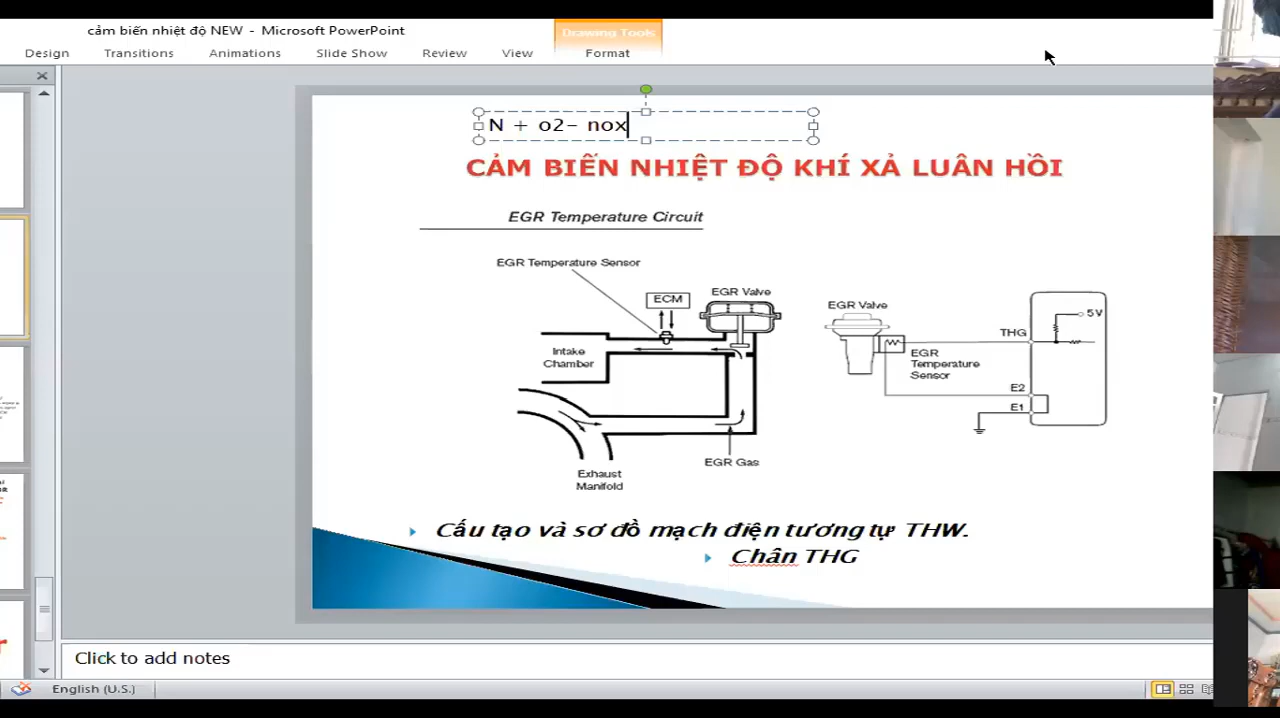 cảm biến nhiệt độ NEW - Microsoft PowerPoint
Drawing Tools
Design Transitions Animations Slide Show Review View Format
N + o2- nox
CẢM BIẾN NHIỆT ĐỘ KHÍ XẢ LUÂN HỒI
EGR Temperature Circuit
EGR Temperature Sensor
ECM
EGR Valve
Intake
Chamber
EGR Gas
Exhaust
Manifold
EGR Valve
EGR
Temperature
Sensor
THG
5V
E2
E1
Cấu tạo và sơ đồ mạch điện tương tự THW.
Chân THG
Click to add notes
English (U.S.)